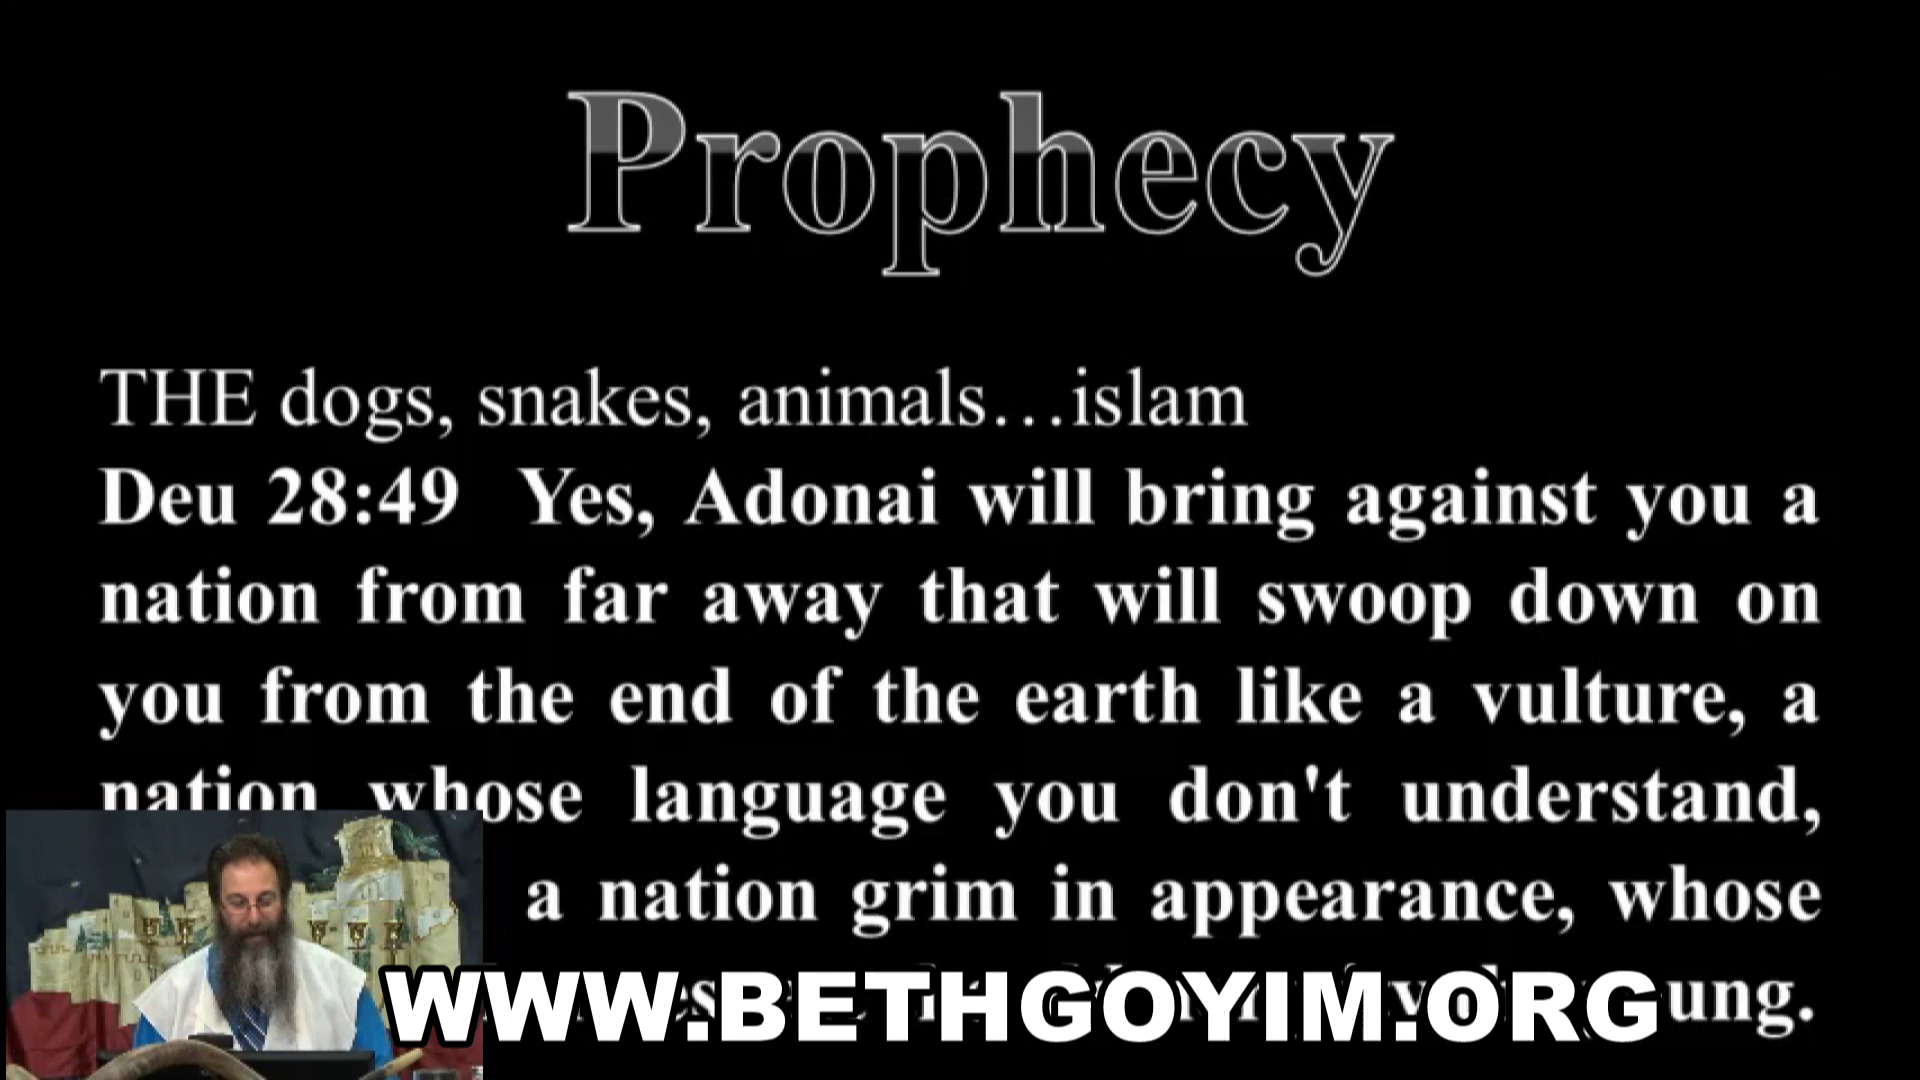 Prophecy
THE dogs, snakes, animals…islam
Deu 28:49 Yes, Adonai will bring against you a
nation from far away that will swoop down on
you from the end of the earth like a vulture, a
nation whose language you don't understand,
a nation grim in appearance, whose
WWW.BETHGOYIM.ORG